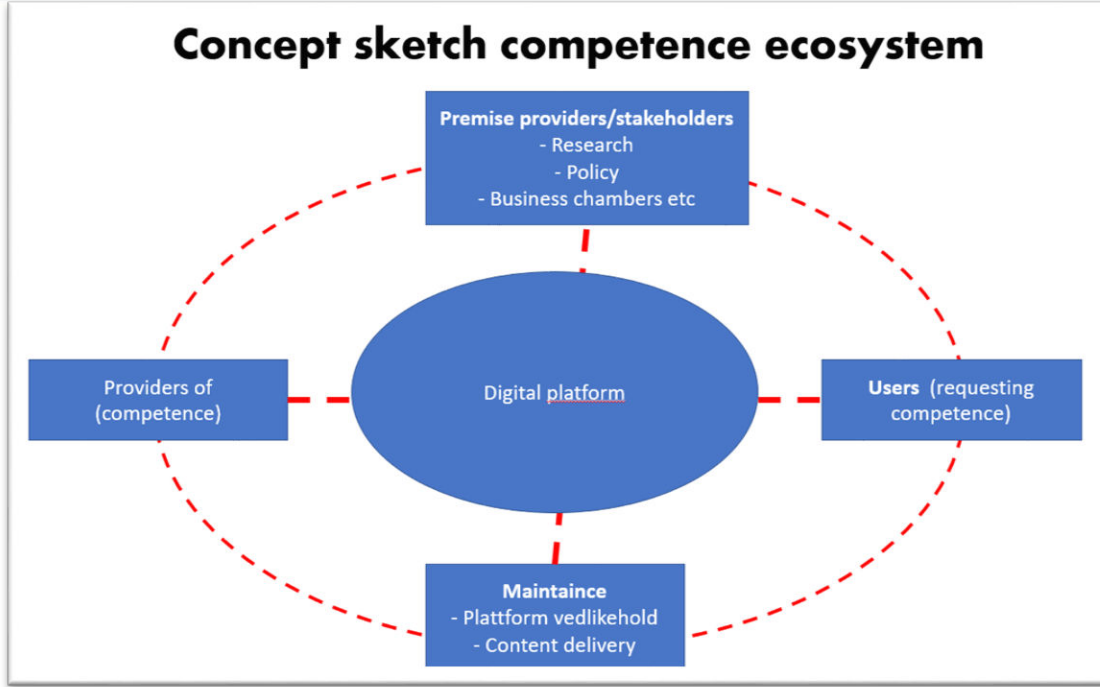 Concept sketch competence ecosystem
Premise providers/stakeholders
- Research
- Policy
- Business chambers etc
Providers of
(competence)
Digital platform
Users (requesting
competence)
Maintaince
- Plattform vedlikehold
- Content delivery